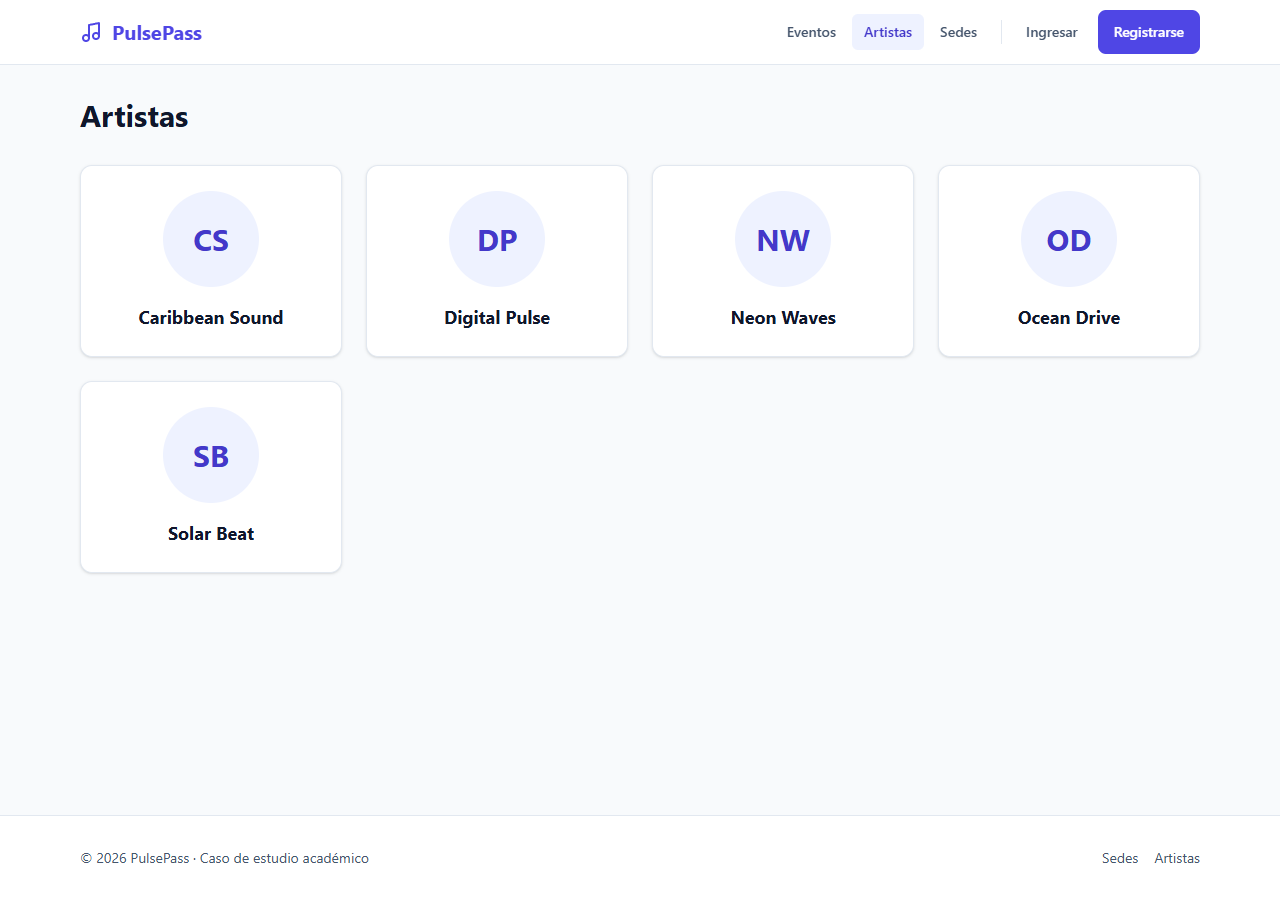 PulsePass
Eventos
Artistas
Sedes
Ingresar
Registrarse
Artistas
CS
Caribbean Sound
DP
Digital Pulse
NW
Neon Waves
OD
Ocean Drive
SB
Solar Beat
© 2026 PulsePass · Caso de estudio académico
Sedes
Artistas